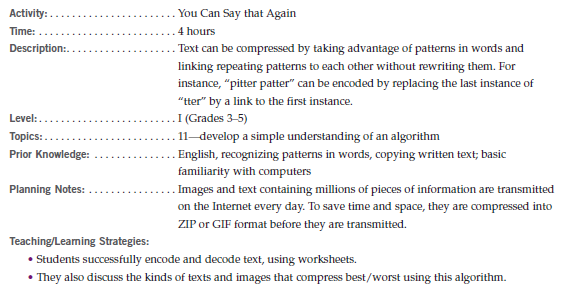 Activity:. . . . . . . . . . . . . . . . . . . . . . . You Can Say that Again
Time: . . . . . . . . . . . . . . . . . . . . . . . . . 4 hours
Description:. . . . . . . . . . . . . . . . . . . . Text can be compressed by taking advantage of patterns in words and
linking repeating patterns to each other without rewriting them. For
instance, “pitter patter” can be encoded by replacing the last instance of
“tter” by a link to the first instance.
Level: . . . . . . . . . . . . . . . . . . . . . . . . . I (Grades 3–5)
Topics: . . . . . . . . . . . . . . . . . . . . . . . . 11—develop a simple understanding of an algorithm
Prior Knowledge: . . . . . . . . . . . . . . . English, recognizing patterns in words, copying written text; basic
familiarity with computers
Planning Notes: . . . . . . . . . . . . . . . . Images and text containing millions of pieces of information are transmitted
on the Internet every day. To save time and space, they are compressed into
ZIP or GIF format before they are transmitted.
Teaching/Learning Strategies:
• Students successfully encode and decode text, using worksheets.
• They also discuss the kinds of texts and images that compress best/worst using this algorithm.